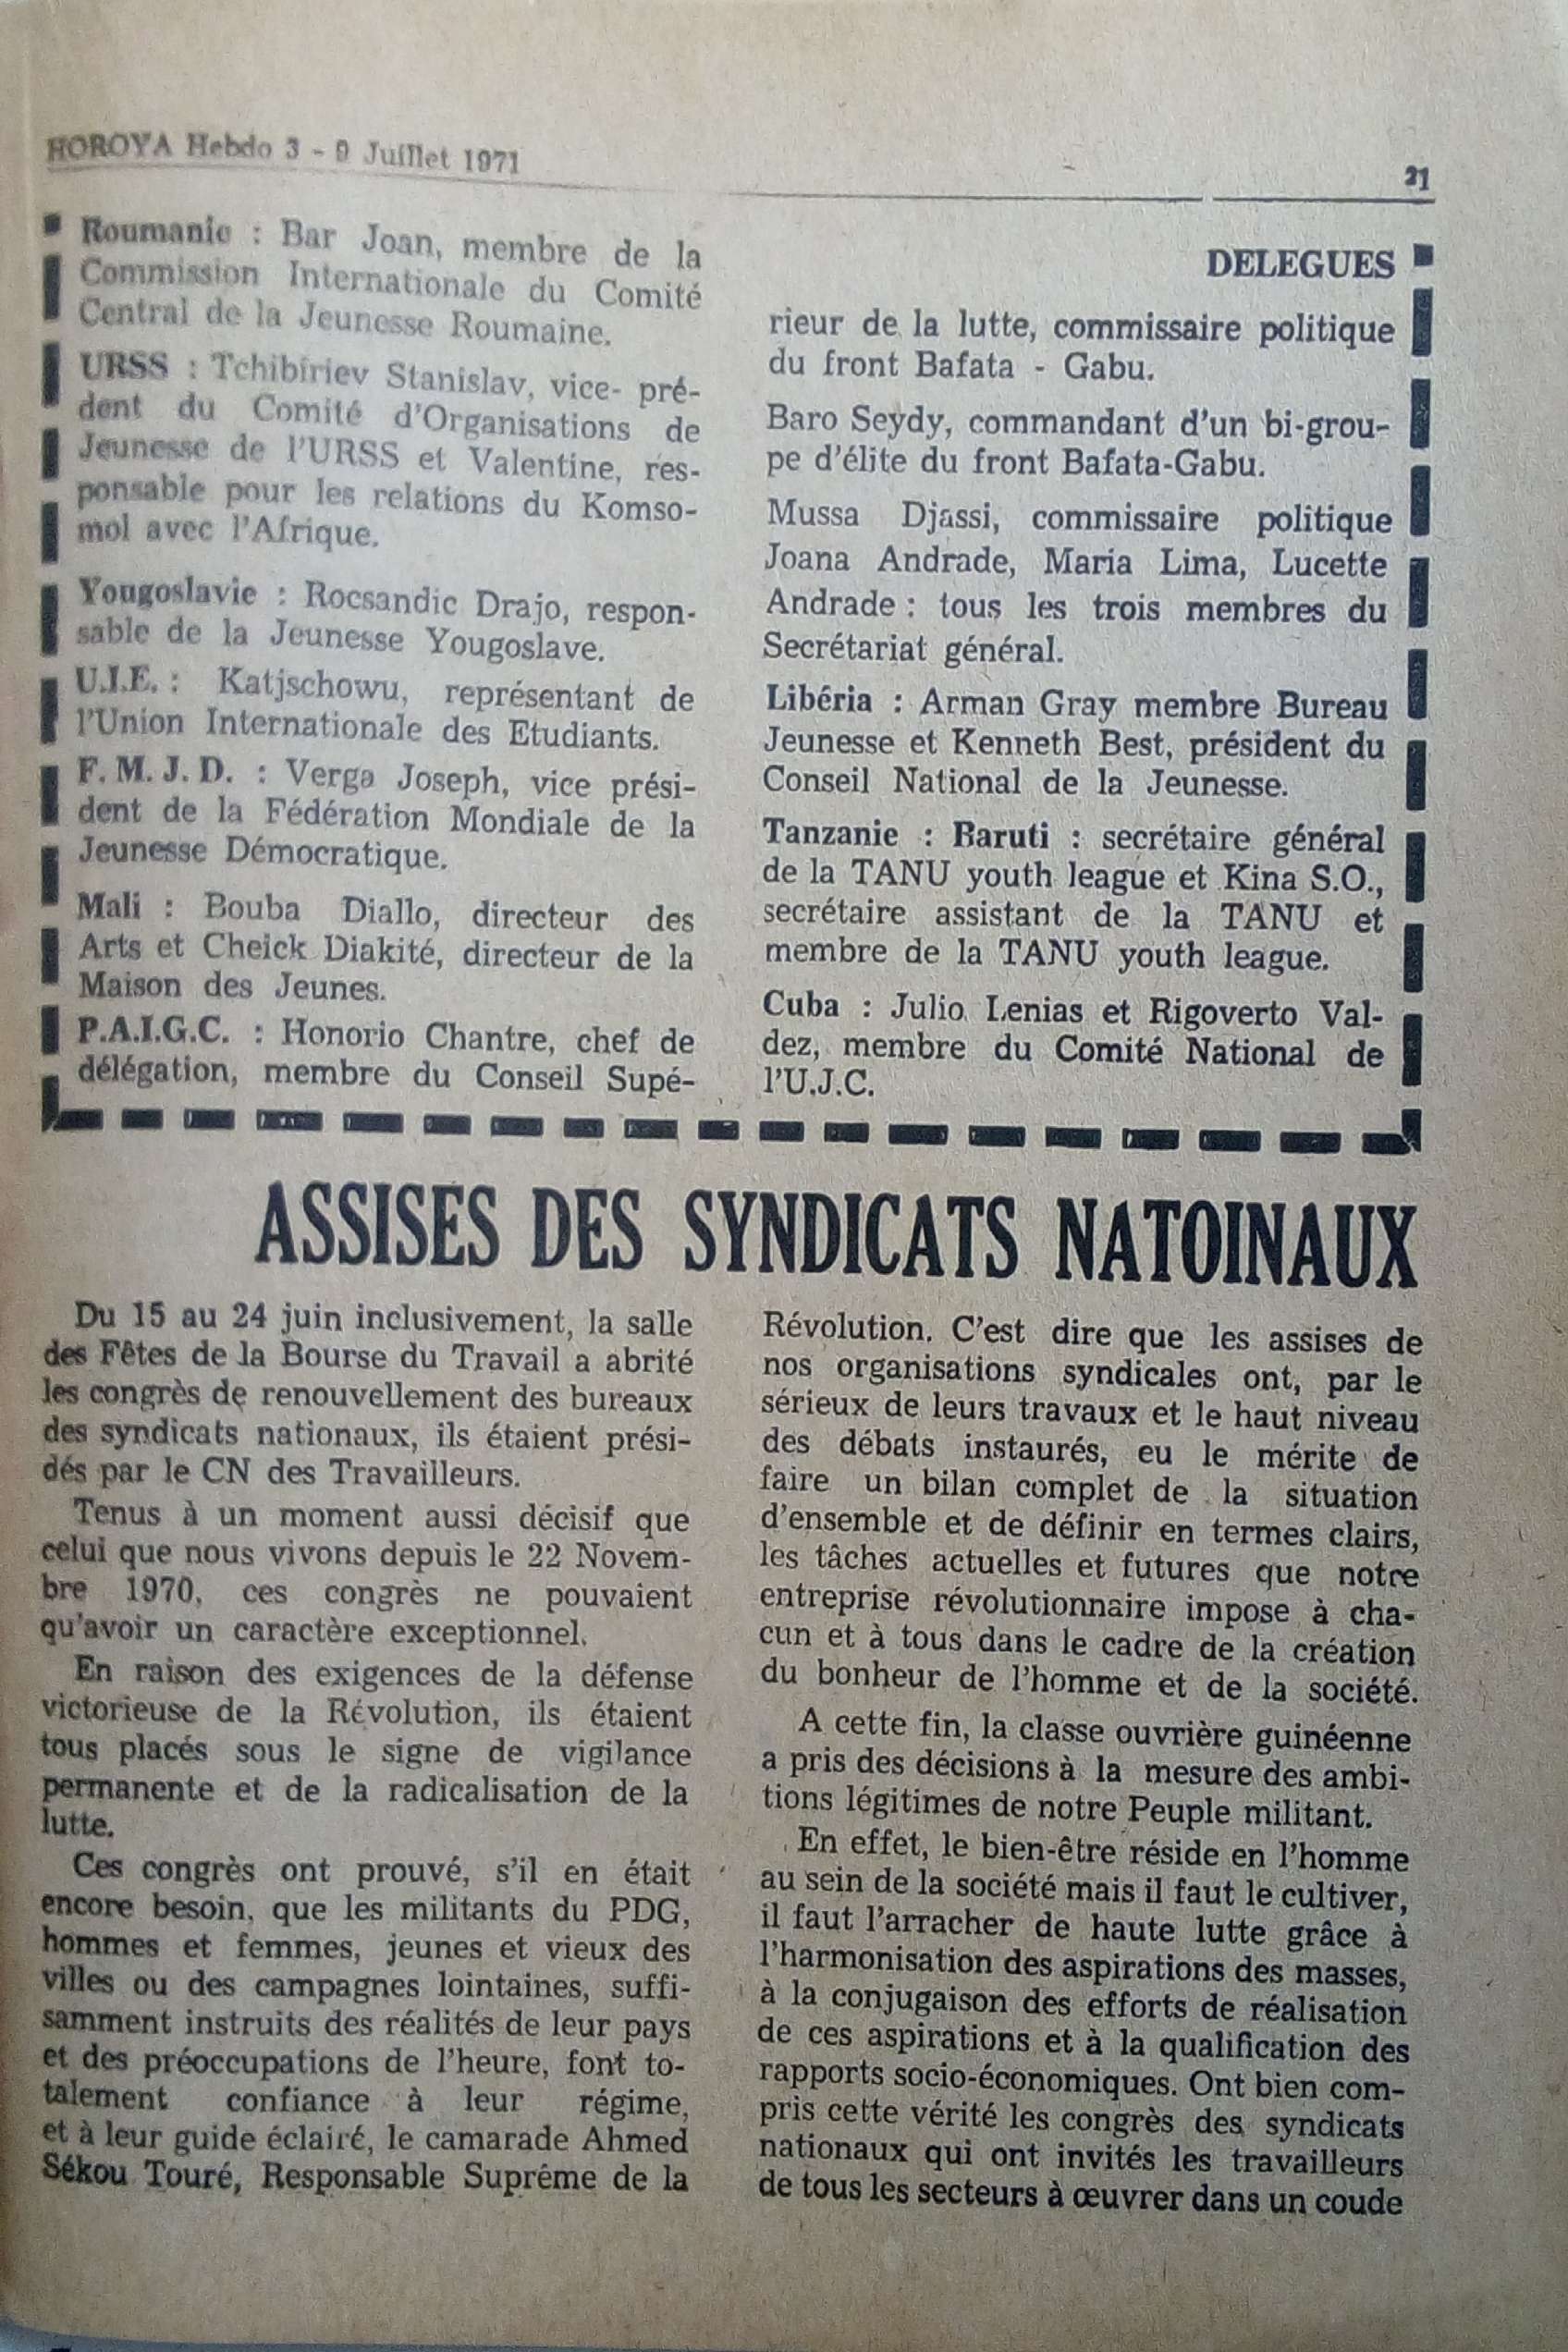 HOROYA Hebdo 3 - 9 Juillet 1971
21
Roumanie : Bar Joan, membre de la
Commission Internationale du Comité
Central de la Jeunesse Roumaine.
URSS : Tchibiriev Stanislav, vice- pré-
dent du Comité d'Organisations de
Jeunesse de l'URSS et Valentine, res-
ponsable pour les relations du Komso-
mol avec l'Afrique.
Yougoslavie : Rocsandic Drajo, respon-
sable de la Jeunesse Yougoslave.
U.I.E. : Katjschowu, représentant de
l'Union Internationale des Etudiants.
F. M. J. D. : Verga Joseph, vice prési-
dent de la Fédération Mondiale de la
Jeunesse Démocratique.
Mali : Bouba Diallo, directeur des
Arts et Cheick Diakité, directeur de la
Maison des Jeunes.
P.A.I.G.C. : Honorio Chantre, chef de
délégation, membre du Conseil Supé-
DELEGUES
rieur de la lutte, commissaire politique
du front Bafata - Gabu.
Baro Seydy, commandant d'un bi-grou-
pe d'élite du front Bafata-Gabu.
Mussa Djassi, commissaire politique
Joana Andrade, Maria Lima, Lucette
Andrade : tous les trois membres du
Secrétariat général.
Libéria : Arman Gray membre Bureau
Jeunesse et Kenneth Best, président du
Conseil National de la Jeunesse.
Tanzanie : Baruti : secrétaire général
de la TANU youth league et Kina S.O.,
secrétaire assistant de la TANU et
membre de la TANU youth league.
Cuba : Julio Lenias et Rigoverto Val-
dez, membre du Comité National de
l'U.J.C.
ASSISES DES SYNDICATS NATOINAUX
Du 15 au 24 juin inclusivement, la salle
des Fêtes de la Bourse du Travail a abrité
les congrès de renouvellement des bureaux
des syndicats nationaux, ils étaient prési-
dés par le CN des Travailleurs.
Tenus à un moment aussi décisif que
celui que nous vivons depuis le 22 Novem-
bre 1970, ces congrès ne pouvaient
qu'avoir un caractère exceptionnel.
En raison des exigences de la défense
victorieuse de la Révolution, ils étaient
tous placés sous le signe de vigilance
permanente et de la radicalisation de la
lutte.
Ces congrès ont prouvé, s'il en était
encore besoin, que les militants du PDG,
hommes et femmes, jeunes et vieux des
villes ou des campagnes lointaines, suffi-
samment instruits des réalités de leur pays
et des préoccupations de l'heure, font to-
talement confiance à leur régime,
et à leur guide éclairé, le camarade Ahmed
Sékou Touré, Responsable Suprême de la
Révolution. C'est dire que les assises de
nos organisations syndicales ont, par le
sérieux de leurs travaux et le haut niveau
des débats instaurés, eu le mérite de
faire un bilan complet de la situation
d'ensemble et de définir en termes clairs,
les tâches actuelles et futures que notre
entreprise révolutionnaire impose à cha-
cun et à tous dans le cadre de la création
du bonheur de l'homme et de la société.
A cette fin, la classe ouvrière guinéenne
a pris des décisions à la mesure des ambi-
tions légitimes de notre Peuple militant.
En effet, le bien-être réside en l'homme
au sein de la société mais il faut le cultiver,
il faut l'arracher de haute lutte grâce à
l'harmonisation des aspirations des masses,
à la conjugaison des efforts de réalisation
de ces aspirations et à la qualification des
rapports socio-économiques. Ont bien com-
pris cette vérité les congrès des syndicats
nationaux qui ont invités les travailleurs
de tous les secteurs à œuvrer dans un coude